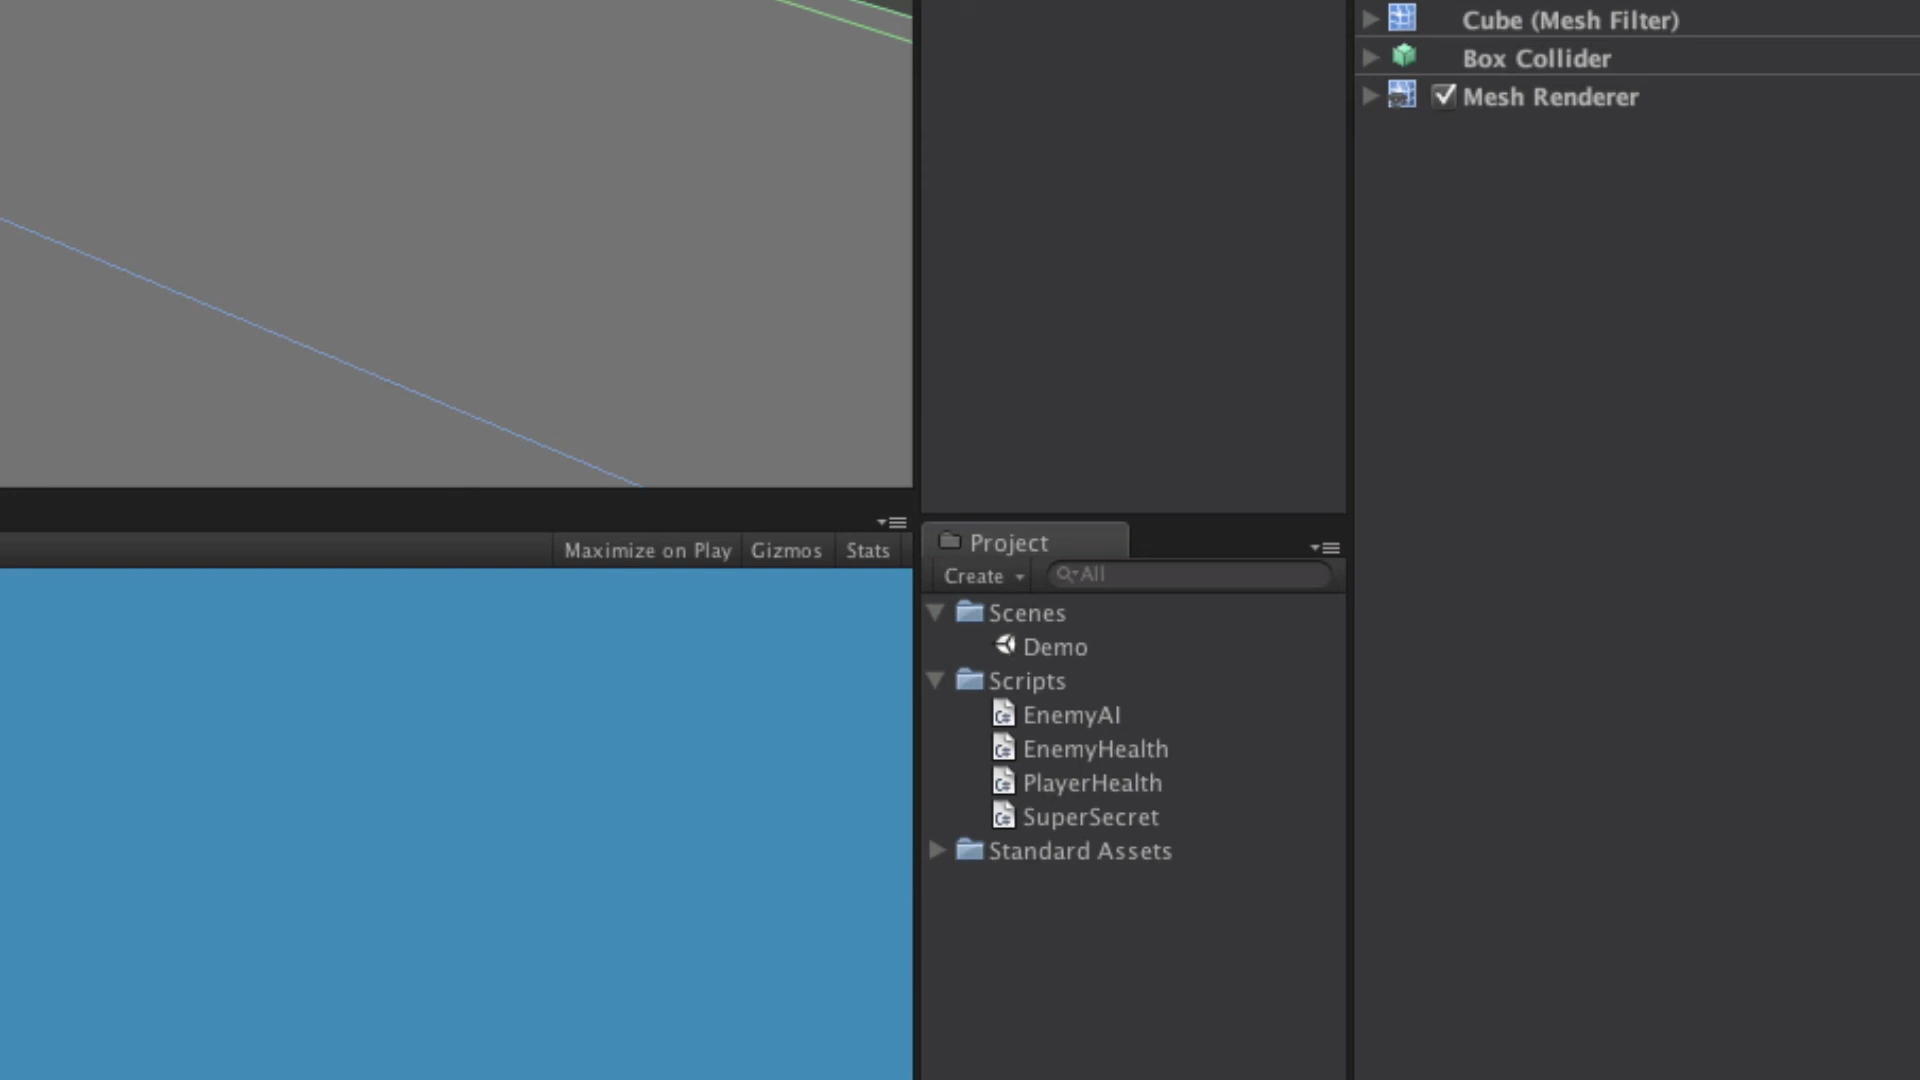 Cube (Mesh Filter)
Box Collider
Mesh Renderer
Maximize on Play
Gizmos
Stats
Project
Create
All
Scenes
Demo
Scripts
C#
EnemyAI
C#
EnemyHealth
C#
PlayerHealth
C#
SuperSecret
Standard Assets